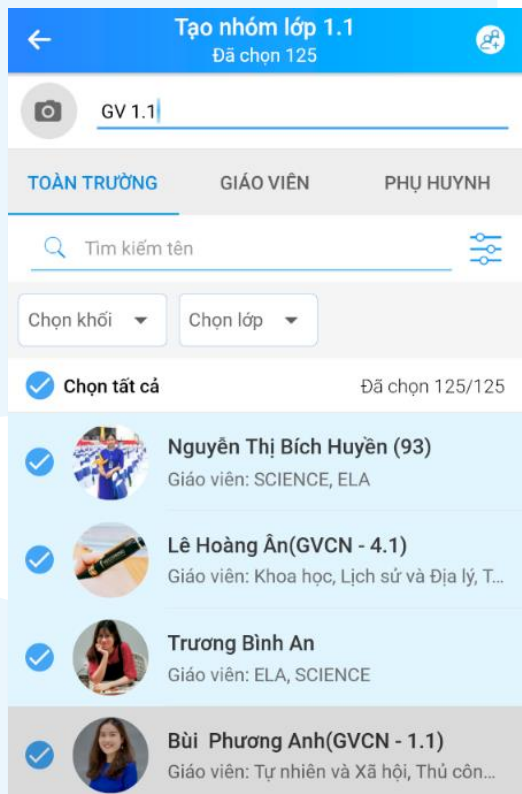 Tạo nhóm lớp 1.1
Đã chọn 125
GV 1.1
TOÀN TRƯỜNG GIÁO VIÊN PHỤ HUYNH
Tìm kiếm tên
Chọn khối Chọn lớp
Chọn tất cả Đã chọn 125/125
Nguyễn Thị Bích Huyền (93)
Giáo viên: SCIENCE, ELA
Lê Hoàng Ân(GVCN - 4.1)
Giáo viên: Khoa học, Lịch sử và Địa lý, T...
Trương Bình An
Giáo viên: ELA, SCIENCE
Bùi Phương Anh(GVCN - 1.1)
Giáo viên: Tự nhiên và Xã hội, Thủ côn...